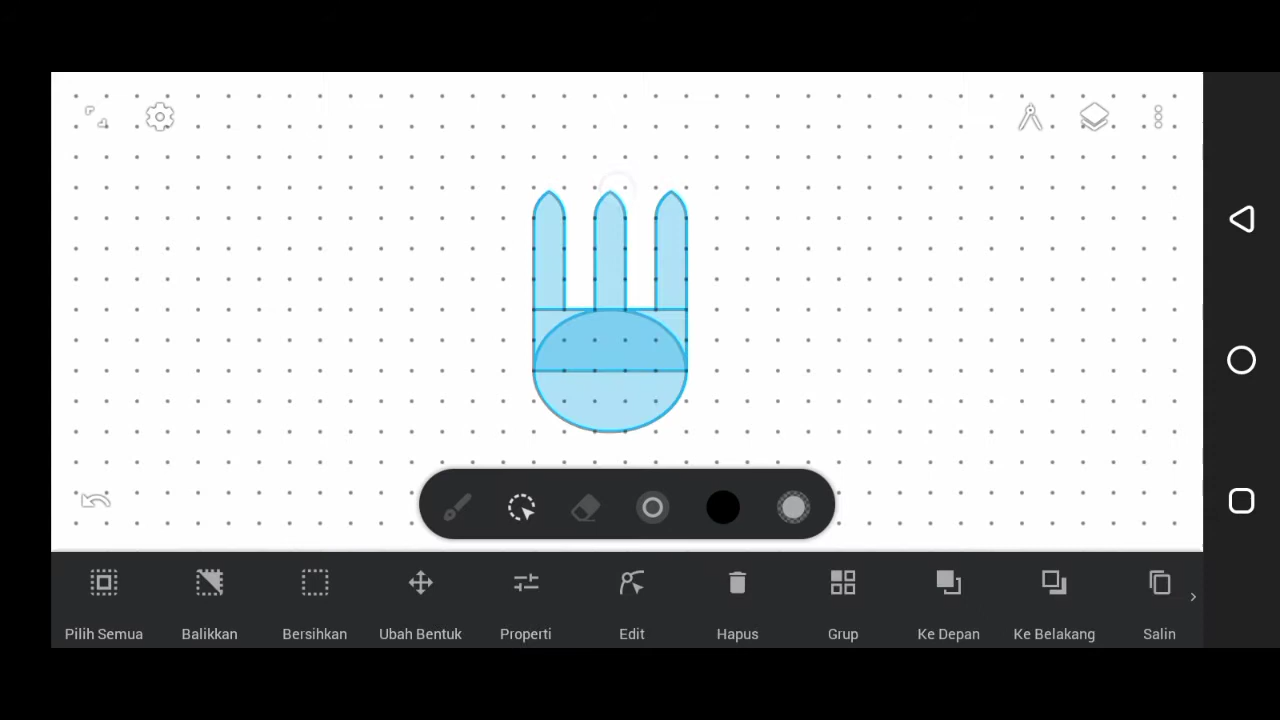 Pilih Semua
Balikkan
Bersihkan
Ubah Bentuk
Properti
Edit
Hapus
Grup
Ke Depan
Ke Belakang
Salin